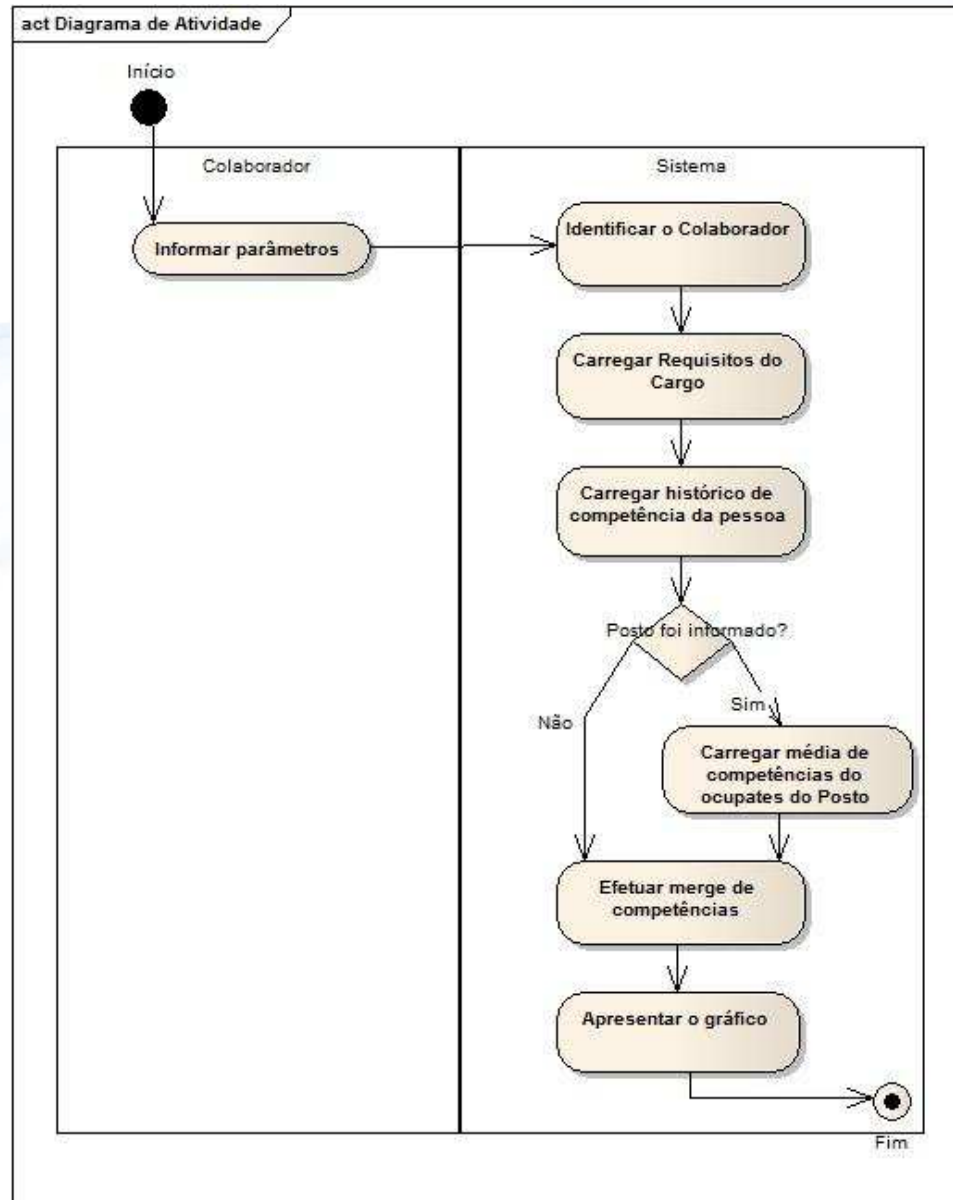 act Diagrama de Atividade
Início
Colaborador
Sistema
Informar parâmetros
Identificar o Colaborador
Carregar Requisitos do
Cargo
Carregar histórico de
competência da pessoa
Posto foi informado?
Não
Sim
Carregar média de
competências do
ocupates do Posto
Efetuar merge de
competências
Apresentar o gráfico
Fim